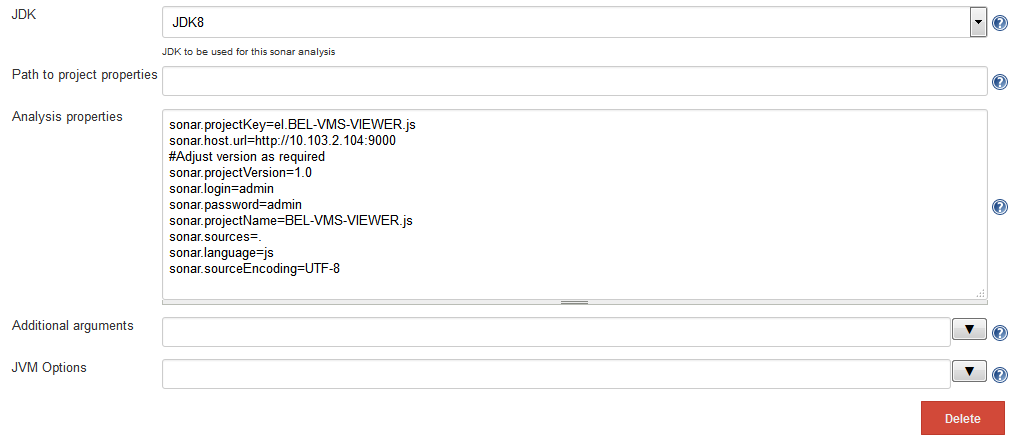 JDK
JDK8
JDK to be used for this sonar analysis
Path to project properties
Analysis properties
sonar.projectKey=el.BEL-VMS-VIEWER.js
sonar.host.url=http://10.103.2.104:9000
#Adjust version as required
sonar.projectVersion=1.0
sonar.login=admin
sonar.password=admin
sonar.projectName=BEL-VMS-VIEWER.js
sonar.sources=.
sonar.language=js
sonar.sourceEncoding=UTF-8
Additional arguments
JVM Options
Delete